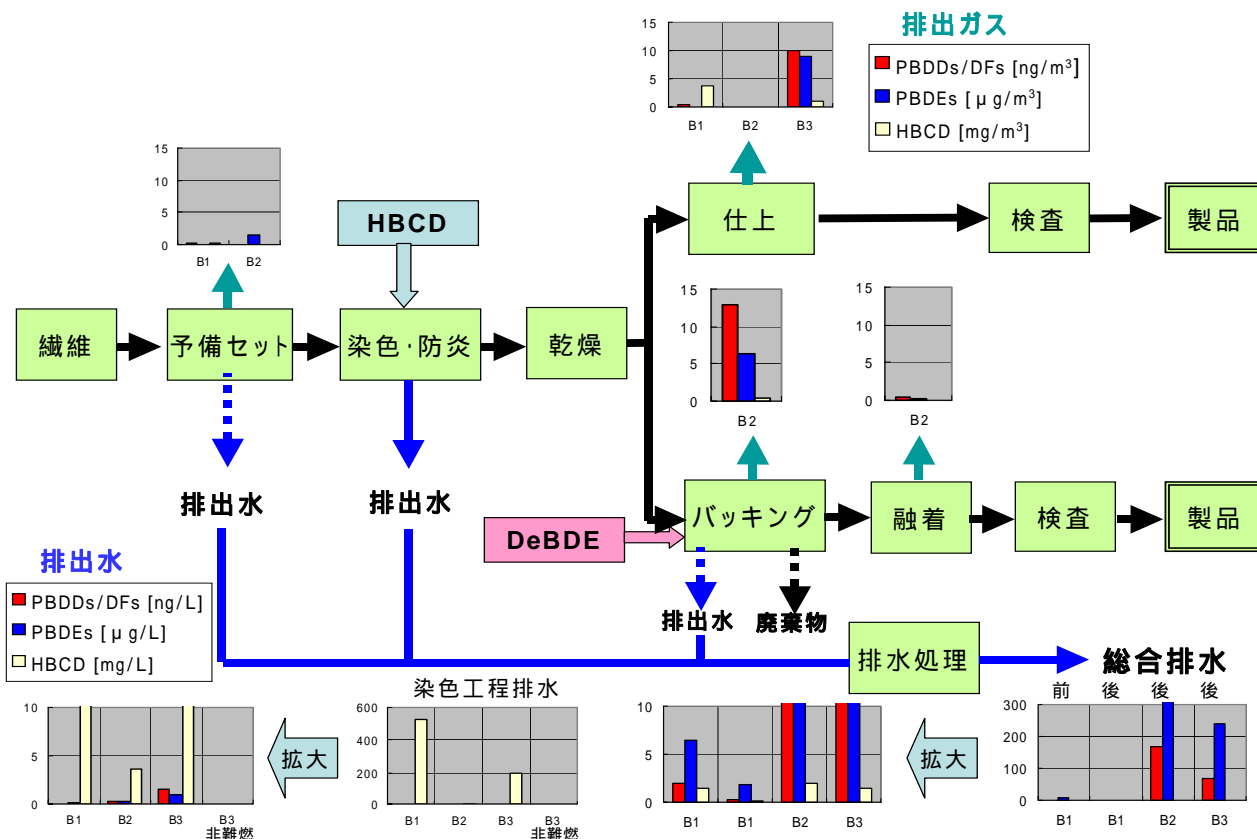 排出ガス
PBDDs/DFs [ng/m³]
PBDEs [μg/m³]
HBCD [mg/m³]
15
10
5
0
B1 B2 B3
15
10
5
0
B1 B2
HBCD
仕上
検査
製品
繊維
予備セット
染色・防炎
乾燥
15
10
5
0
B2
15
10
5
0
B2
排出水
排出水
DeBDE
バッキング
融着
検査
製品
排出水
廃棄物
排水処理
総合排水
排出水
PBDDs/DFs [ng/L]
PBDEs [μg/L]
HBCD [mg/L]
10
5
0
B1 B2 B3 B3
非難燃
拡大
染色工程排水
600
400
200
0
B1 B2 B3 B3
非難燃
10
5
0
B1 B1 B2 B3
拡大
前 後 後 後
300
200
100
0
B1 B1 B2 B3